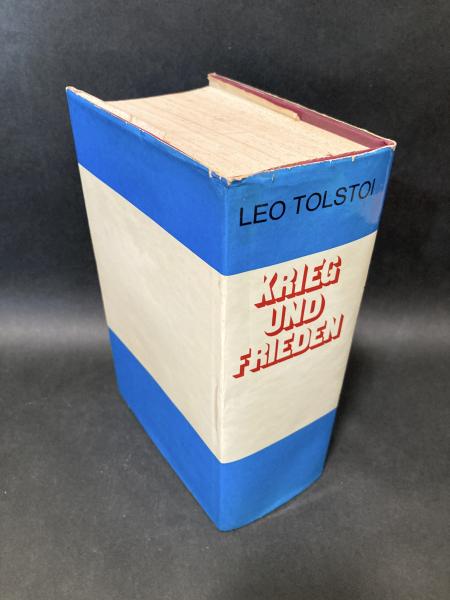 LEO TOLSTOI
KRIEG
UND
FRIEDEN